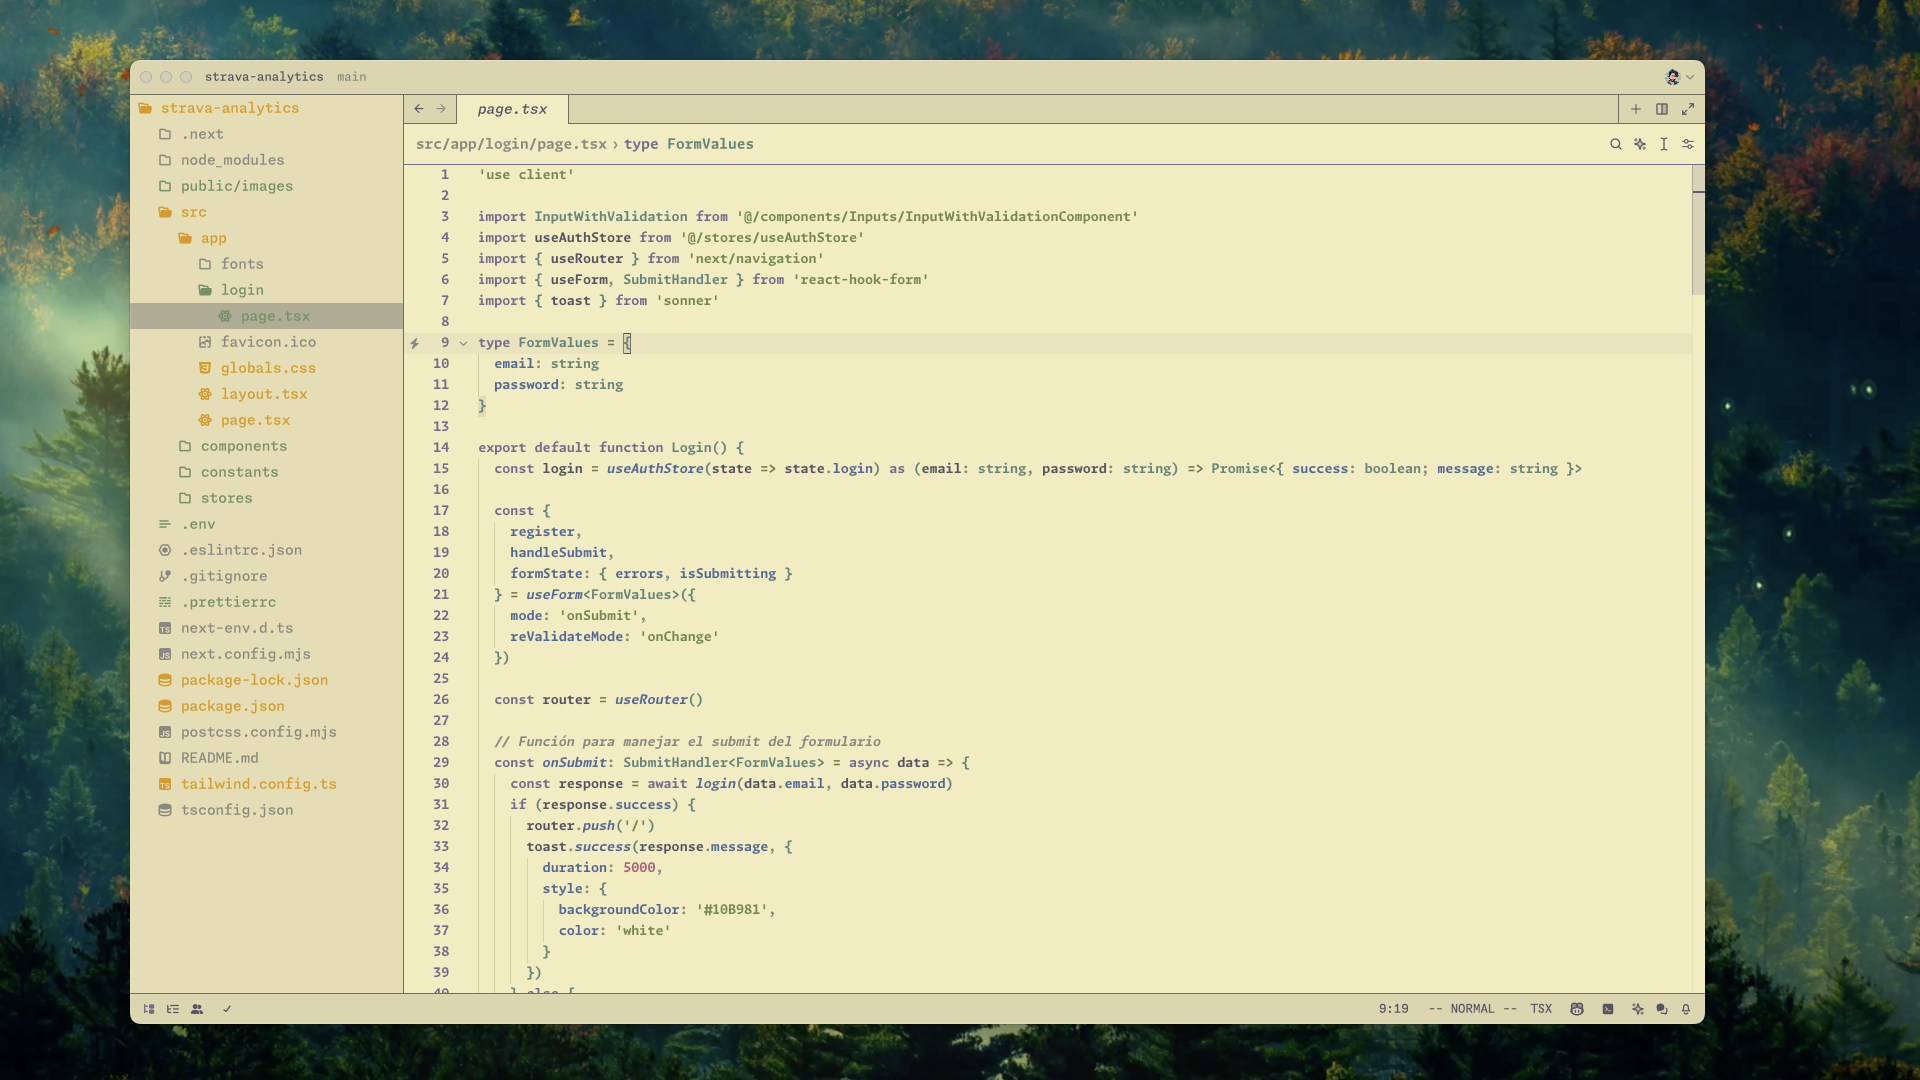 strava-analytics main
strava-analytics
.next
node_modules
public/images
src
app
fonts
login
page.tsx
favicon.ico
globals.css
layout.tsx
page.tsx
components
constants
stores
.env
.eslintrc.json
.gitignore
.prettierrc
next-env.d.ts
next.config.mjs
package-lock.json
package.json
postcss.config.mjs
README.md
tailwind.config.ts
tsconfig.json
page.tsx
src/app/login/page.tsx › type FormValues
1 'use client'
2
3 import InputWithValidation from '@/components/Inputs/InputWithValidationComponent'
4 import useAuthStore from '@/stores/useAuthStore'
5 import { useRouter } from 'next/navigation'
6 import { useForm, SubmitHandler } from 'react-hook-form'
7 import { toast } from 'sonner'
8
9 type FormValues = {
10 email: string
11 password: string
12 }
13
14 export default function Login() {
15 const login = useAuthStore(state => state.login) as (email: string, password: string) => Promise<{ success: boolean; message: string }>
16
17 const {
18 register,
19 handleSubmit,
20 formState: { errors, isSubmitting }
21 } = useForm<FormValues>({
22 mode: 'onSubmit',
23 reValidateMode: 'onChange'
24 })
25
26 const router = useRouter()
27
28 // Función para manejar el submit del formulario
29 const onSubmit: SubmitHandler<FormValues> = async data => {
30 const response = await login(data.email, data.password)
31 if (response.success) {
32 router.push('/')
33 toast.success(response.message, {
34 duration: 5000,
35 style: {
36 backgroundColor: '#10B981',
37 color: 'white'
38 }
39 })
40 } else {
9:19 -- NORMAL -- TSX